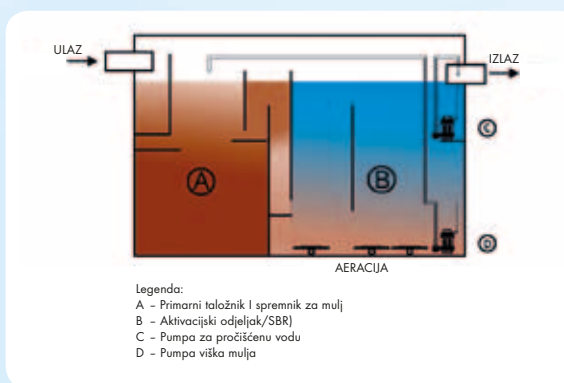 ULAZ
IZLAZ
A
B
C
D
AERACIJA
Legenda:
A – Primarni taložnik I spremnik za mulj
B – Aktivacijski odjeljak/SBR)
C – Pumpa za pročišćenu vodu
D – Pumpa viška mulja